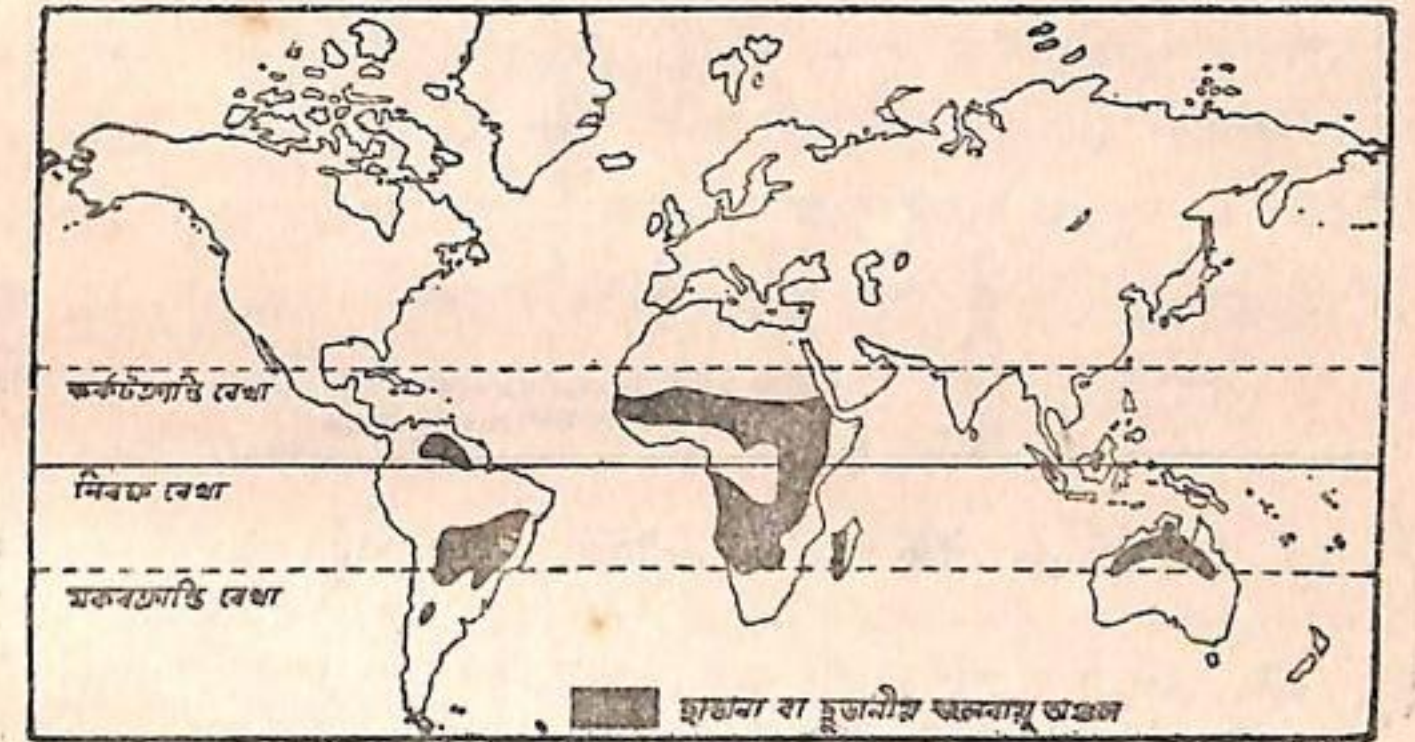 কর্কটক্রান্তি রেখা
নিরক্ষ রেখা
মকরক্রান্তি রেখা
বা সুডানীয় জলবায়ু অঞ্চল